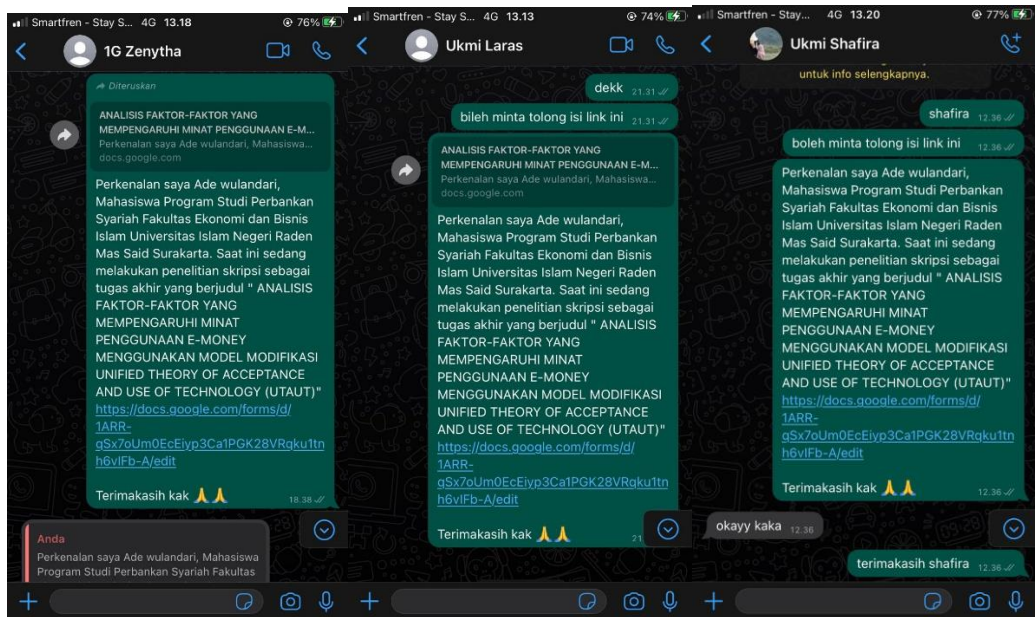 Smartfren - Stay S... 4G 13.18 76%
1G Zenytha
Diteruskan
ANALISIS FAKTOR-FAKTOR YANG
MEMPENGARUHI MINAT PENGGUNAAN E-M...
Perkenalan saya Ade wulandari, Mahasiswa...
docs.google.com
Perkenalan saya Ade wulandari,
Mahasiswa Program Studi Perbankan
Syariah Fakultas Ekonomi dan Bisnis
Islam Universitas Islam Negeri Raden
Mas Said Surakarta. Saat ini sedang
melakukan penelitian skripsi sebagai
tugas akhir yang berjudul " ANALISIS
FAKTOR-FAKTOR YANG
MEMPENGARUHI MINAT
PENGGUNAAN E-MONEY
MENGGUNAKAN MODEL MODIFIKASI
UNIFIED THEORY OF ACCEPTANCE
AND USE OF TECHNOLOGY (UTAUT)"
https://docs.google.com/forms/d/
1ARR-
qSx7oUm0EcEiyp3Ca1PGK28VRqku1tn
h6vlFb-A/edit
Terimakasih kak 🙏 🙏 18.38
Anda
Perkenalan saya Ade wulandari, Mahasiswa
Program Studi Perbankan Syariah Fakultas
Smartfren - Stay S... 4G 13.13 74%
Ukmi Laras
dekk 21.31
bileh minta tolong isi link ini 21.31
ANALISIS FAKTOR-FAKTOR YANG
MEMPENGARUHI MINAT PENGGUNAAN E-M...
Perkenalan saya Ade wulandari, Mahasiswa...
docs.google.com
Perkenalan saya Ade wulandari,
Mahasiswa Program Studi Perbankan
Syariah Fakultas Ekonomi dan Bisnis
Islam Universitas Islam Negeri Raden
Mas Said Surakarta. Saat ini sedang
melakukan penelitian skripsi sebagai
tugas akhir yang berjudul " ANALISIS
FAKTOR-FAKTOR YANG
MEMPENGARUHI MINAT
PENGGUNAAN E-MONEY
MENGGUNAKAN MODEL MODIFIKASI
UNIFIED THEORY OF ACCEPTANCE
AND USE OF TECHNOLOGY (UTAUT)"
https://docs.google.com/forms/d/
1ARR-
qSx7oUm0EcEiyp3Ca1PGK28VRqku1tn
h6vlFb-A/edit
Terimakasih kak 🙏 🙏 21
Smartfren - Stay... 4G 13.20 77%
Ukmi Shafira
untuk info selengkapnya.
shafira 12.36
boleh minta tolong isi link ini 12.36
Perkenalan saya Ade wulandari,
Mahasiswa Program Studi Perbankan
Syariah Fakultas Ekonomi dan Bisnis
Islam Universitas Islam Negeri Raden
Mas Said Surakarta. Saat ini sedang
melakukan penelitian skripsi sebagai
tugas akhir yang berjudul " ANALISIS
FAKTOR-FAKTOR YANG
MEMPENGARUHI MINAT
PENGGUNAAN E-MONEY
MENGGUNAKAN MODEL MODIFIKASI
UNIFIED THEORY OF ACCEPTANCE
AND USE OF TECHNOLOGY (UTAUT)"
https://docs.google.com/forms/d/
1ARR-
qSx7oUm0EcEiyp3Ca1PGK28VRqku1tn
h6vlFb-A/edit
Terimakasih kak 🙏 🙏 12.36
okayy kaka 12.36
terimakasih shafira 12.36